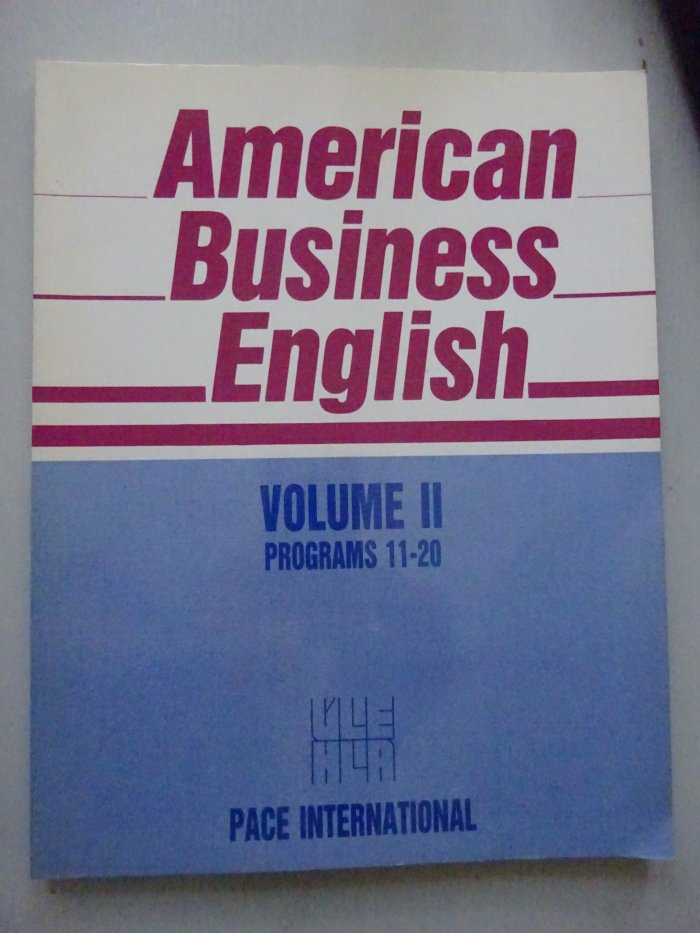 American
Business
English
VOLUME II
PROGRAMS 11-20
PACE INTERNATIONAL